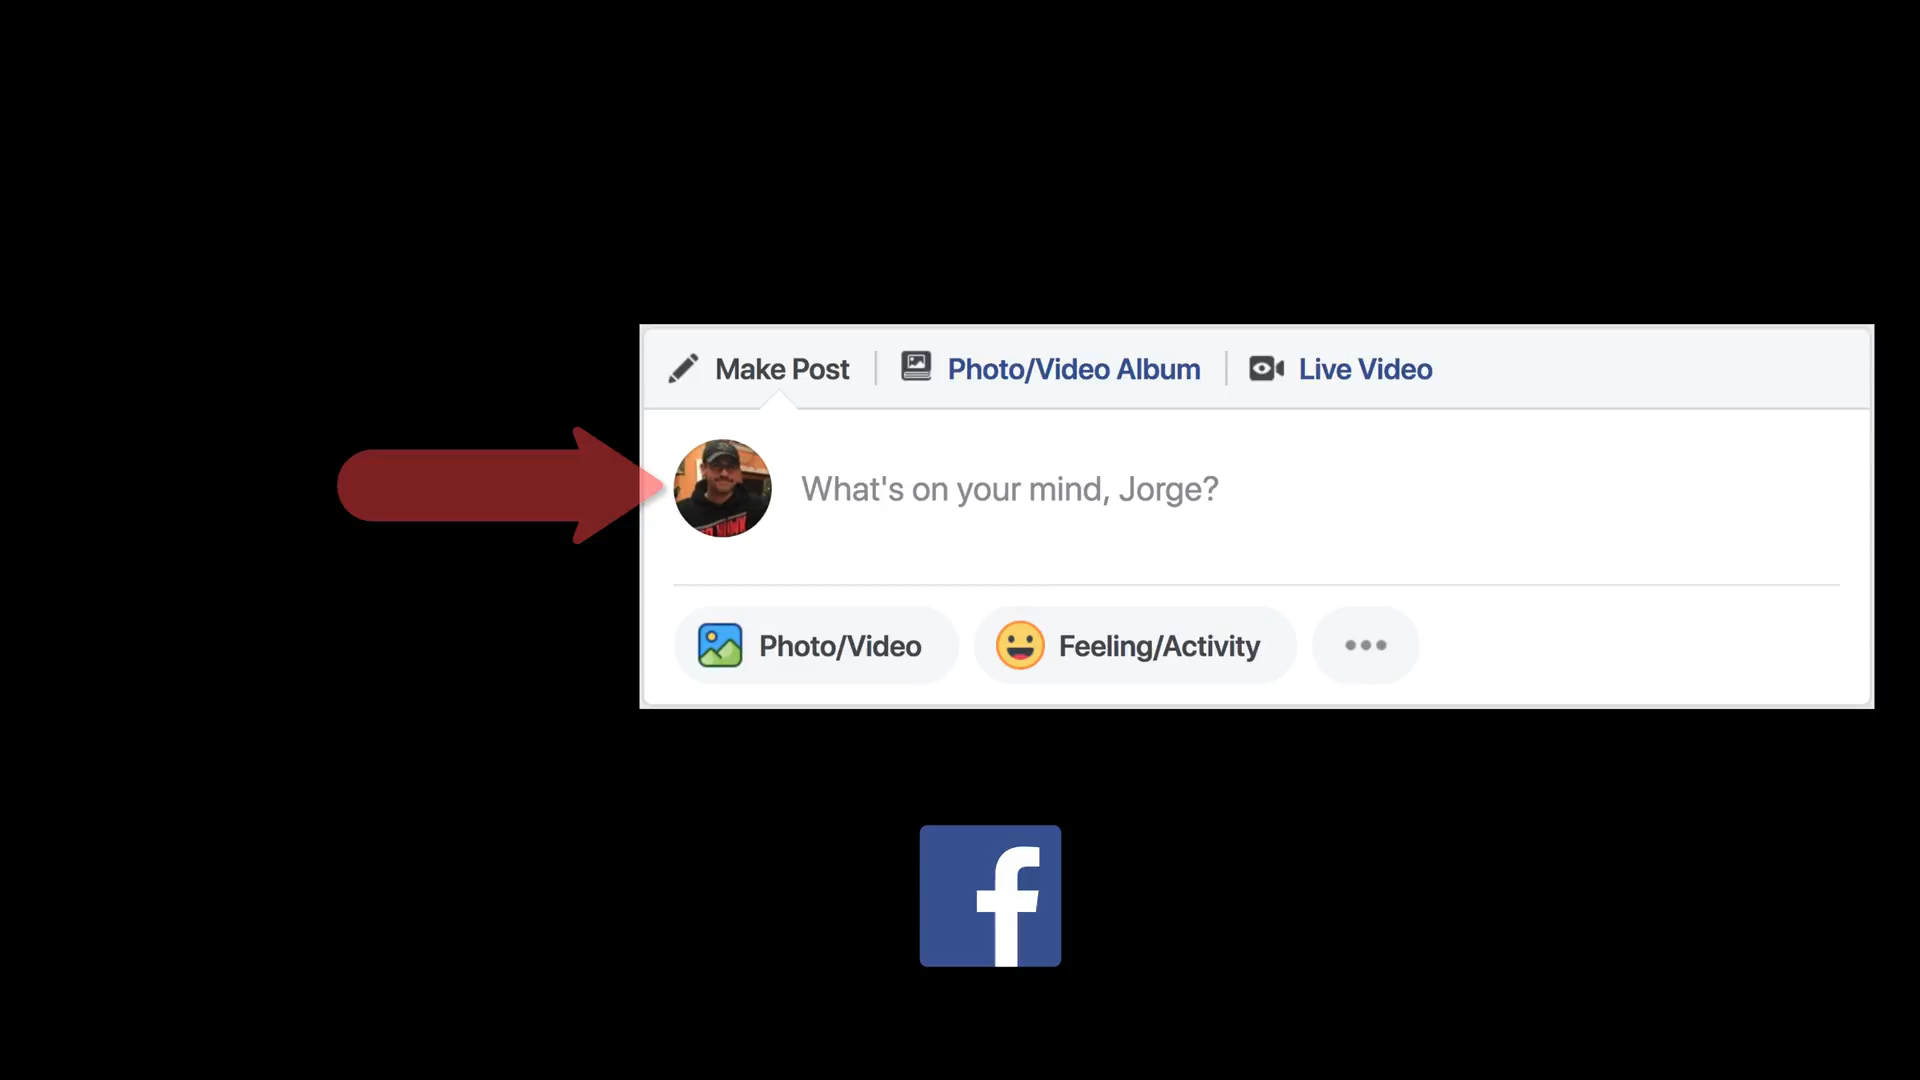 Make Post
Photo/Video Album
Live Video
What's on your mind, Jorge?
Photo/Video
Feeling/Activity
f